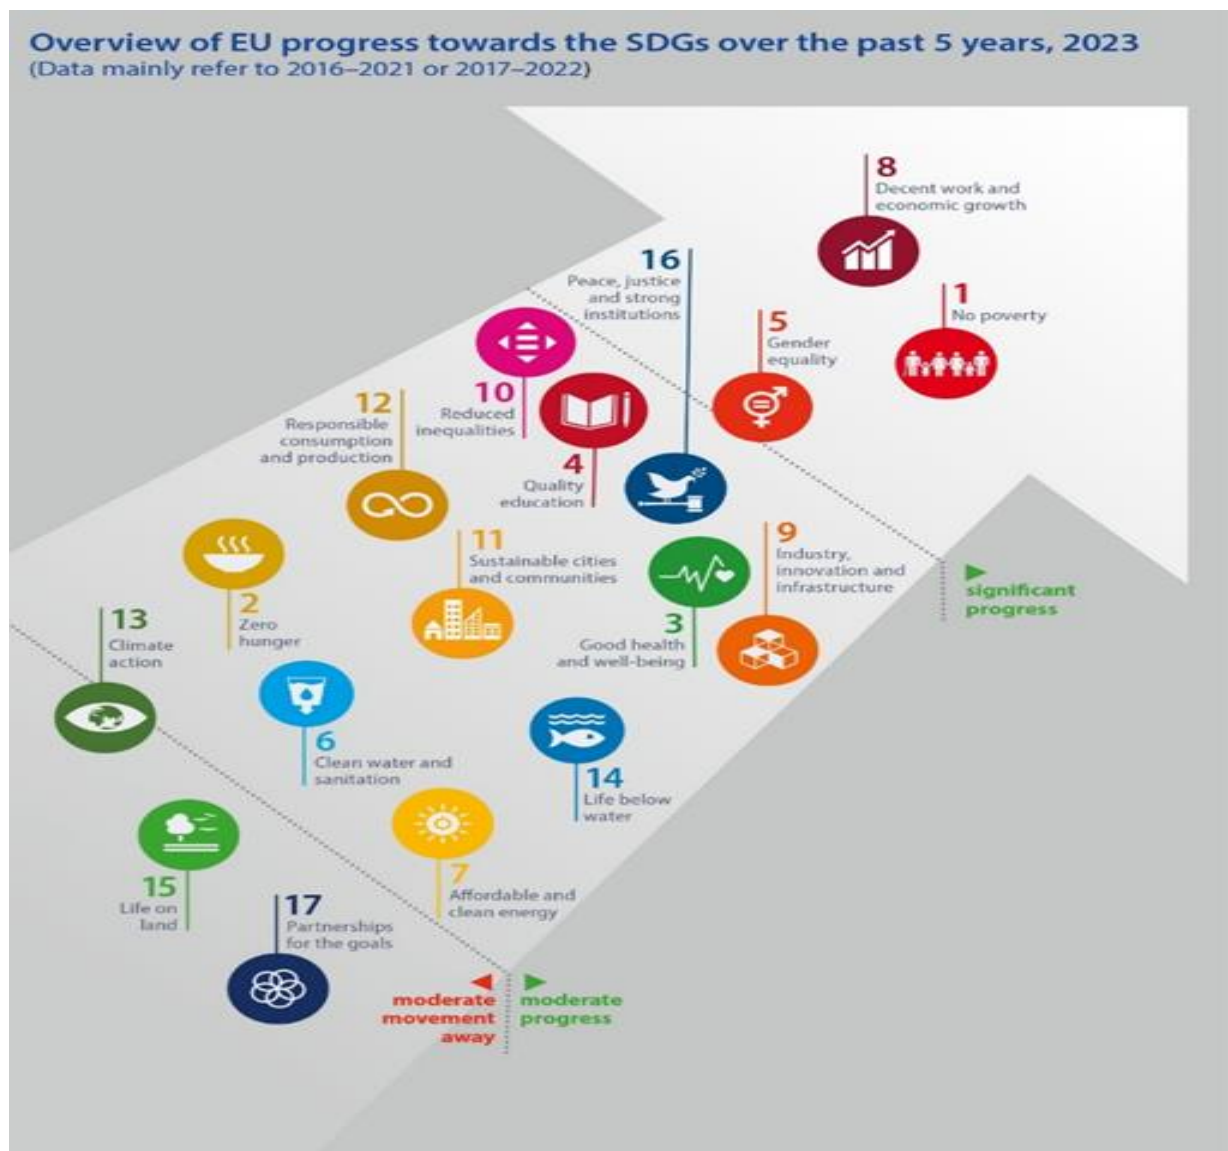 Overview of EU progress towards the SDGs over the past 5 years, 2023
(Data mainly refer to 2016–2021 or 2017–2022)
8
Decent work and
economic growth
16
Peace, justice
and strong
institutions
1
No poverty
5
Gender
equality
10
Reduced
inequalities
12
Responsible
consumption
and production
4
Quality
education
11
Sustainable cities
and communities
9
Industry,
innovation and
infrastructure
significant
progress
2
Zero
hunger
13
Climate
action
3
Good health
and well-being
6
Clean water and
sanitation
14
Life below
water
7
Affordable and
clean energy
15
Life on
land
17
Partnerships
for the goals
moderate
movement
away
moderate
progress